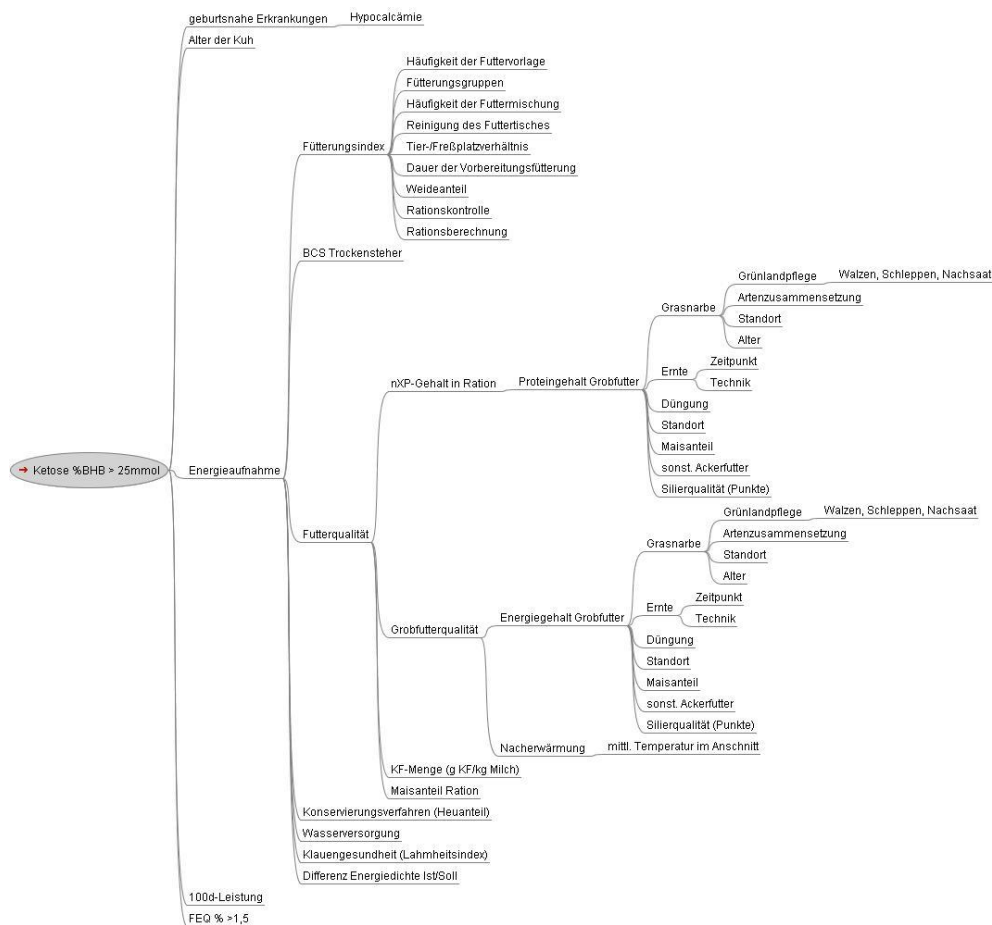 geburtsnahe Erkrankungen
Hypocalcämie
Alter der Kuh
Häufigkeit der Futtervorlage
Fütterungsgruppen
Häufigkeit der Futtermischung
Reinigung des Futtertisches
Fütterungsindex
Tier-/Freßplatzverhältnis
Dauer der Vorbereitungsfütterung
Weideanteil
Rationskontrolle
Rationsberechnung
BCS Trockensteher
Grünlandpflege
Walzen, Schleppen, Nachsaat
Artenzusammensetzung
Grasnarbe
Standort
Alter
Zeitpunkt
Ernte
Technik
nXP-Gehalt in Ration
Proteingehalt Grobfutter
Düngung
Standort
Maisanteil
sonst. Ackerfutter
Silierqualität (Punkte)
Ketose %BHB > 25mmol
Energieaufnahme
Futterqualität
Grünlandpflege
Walzen, Schleppen, Nachsaat
Artenzusammensetzung
Grasnarbe
Standort
Alter
Zeitpunkt
Ernte
Technik
Grobfutterqualität
Energiegehalt Grobfutter
Düngung
Standort
Maisanteil
sonst. Ackerfutter
Silierqualität (Punkte)
Nacherwärmung
mittl. Temperatur im Anschnitt
KF-Menge (g KF/kg Milch)
Maisanteil Ration
Konservierungsverfahren (Heuanteil)
Wasserversorgung
Klauengesundheit (Lahmheitsindex)
Differenz Energiedichte Ist/Soll
100d-Leistung
FEQ % >1,5